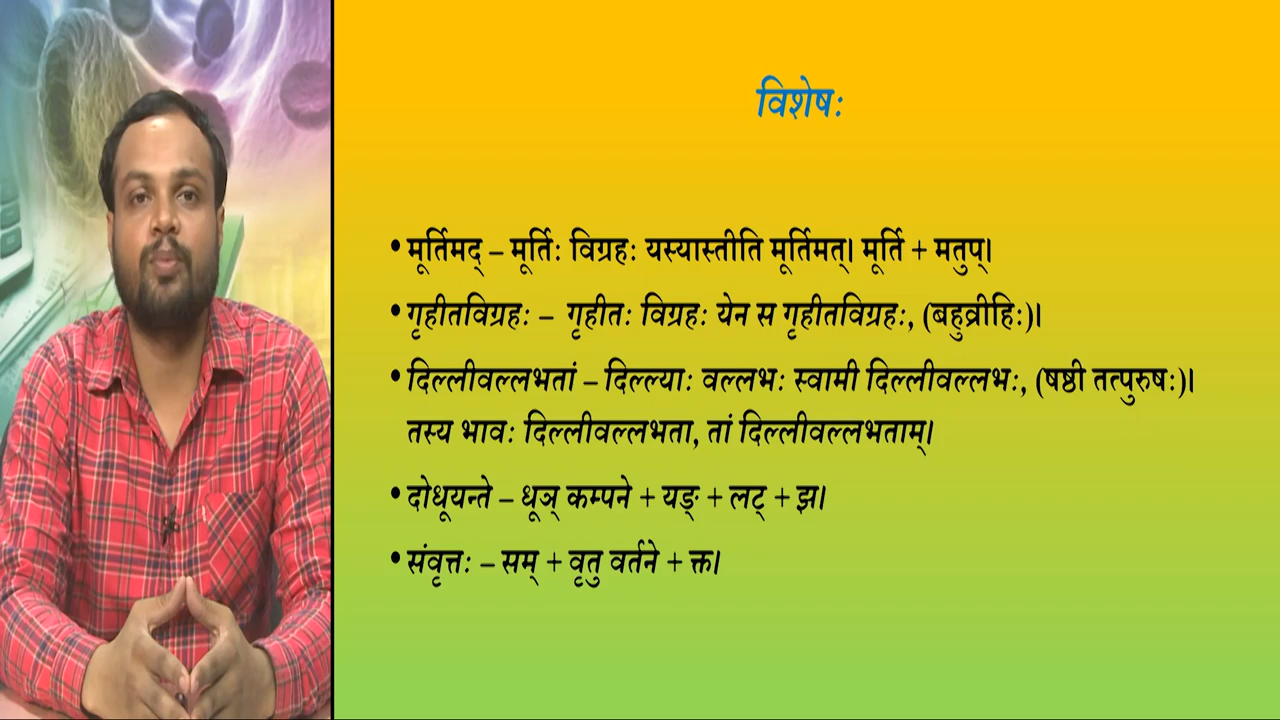 विशेषः
• मूर्तिमद् – मूर्तिः विग्रहः यस्यास्तीति मूर्तिमत्। मूर्ति + मतुप्।
• गृहीतविग्रहः – गृहीतः विग्रहः येन स गृहीतविग्रहः, (बहुव्रीहिः)।
• दिल्लीवल्लभतां – दिल्ल्याः वल्लभः स्वामी दिल्लीवल्लभः, (षष्ठी तत्पुरुषः)।
तस्य भावः दिल्लीवल्लभता, तां दिल्लीवल्लभताम्।
• दोधूयन्ते – धूञ् कम्पने + यङ् + लट् + झ।
• संवृत्तः – सम् + वृतु वर्तने + क्त।